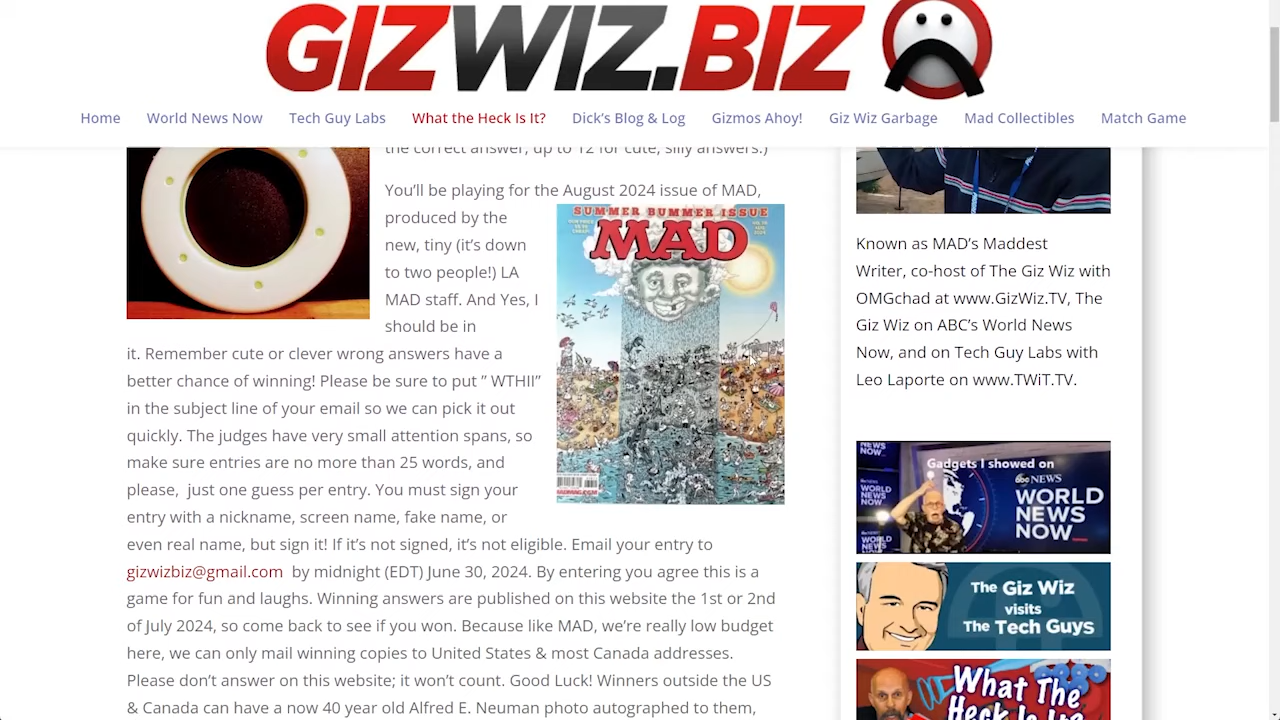 GIZWIZ.BIZ
Home World News Now Tech Guy Labs What the Heck Is It? Dick's Blog & Log Gizmos Ahoy! Giz Wiz Garbage Mad Collectibles Match Game
the correct answer, up to 12 for cute, silly answers.)
You'll be playing for the August 2024 issue of MAD,
produced by the
new, tiny (it's down
to two people!) LA
MAD staff. And Yes, I
should be in
it. Remember cute or clever wrong answers have a
better chance of winning! Please be sure to put " WTHII"
in the subject line of your email so we can pick it out
quickly. The judges have very small attention spans, so
make sure entries are no more than 25 words, and
please, just one guess per entry. You must sign your
entry with a nickname, screen name, fake name, or
even real name, but sign it! If it's not signed, it's not eligible. Email your entry to
gizwizbiz@gmail.com by midnight (EDT) June 30, 2024. By entering you agree this is a
game for fun and laughs. Winning answers are published on this website the 1st or 2nd
of July 2024, so come back to see if you won. Because like MAD, we're really low budget
here, we can only mail winning copies to United States & most Canada addresses.
Please don't answer on this website; it won't count. Good Luck! Winners outside the US
& Canada can have a now 40 year old Alfred E. Neuman photo autographed to them,
SUMMER BUMMER ISSUE
MAD
Known as MAD's Maddest
Writer, co-host of The Giz Wiz with
OMGchad at www.GizWiz.TV, The
Giz Wiz on ABC's World News
Now, and on Tech Guy Labs with
Leo Laporte on www.TWiT.TV.
NEWS
NOW
Gadgets I showed on
abc NEWS
WORLD
NEWS
NOW
WORLD
NEWS
NOW
The Giz Wiz
visits
The Tech Guys
What The
Heck Is It?